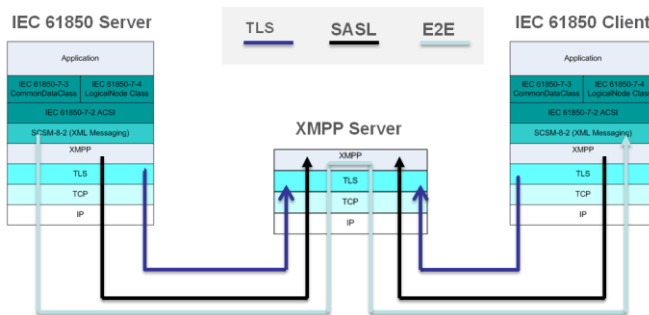 IEC 61850 Server
TLS
SASL
E2E
IEC 61850 Client
Application
IEC 61850-7-3
CommonDataClass
IEC 61850-7-4
LogicalNode Class
IEC 61850-7-2 ACSI
SCSM-8-2 (XML Messaging)
XMPP
TLS
TCP
IP
XMPP Server
XMPP
TLS
TCP
IP
Application
IEC 61850-7-3
CommonDataClass
IEC 61850-7-4
LogicalNode Class
IEC 61850-7-2 ACSI
SCSM-8-2 (XML Messaging)
XMPP
TLS
TCP
IP